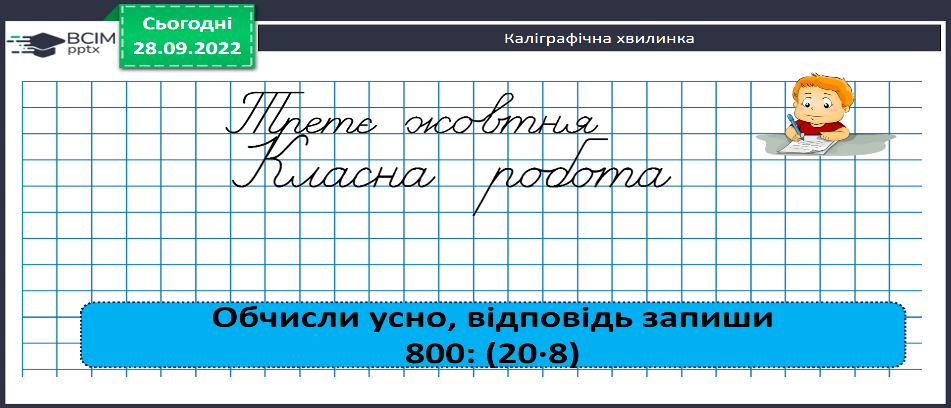 Сьогодні
28.09.2022
ВСІМ
pptx
Каліграфічна хвилинка
Третє жовтня
Класна робота
Обчисли усно, відповідь запиши
800: (20·8)